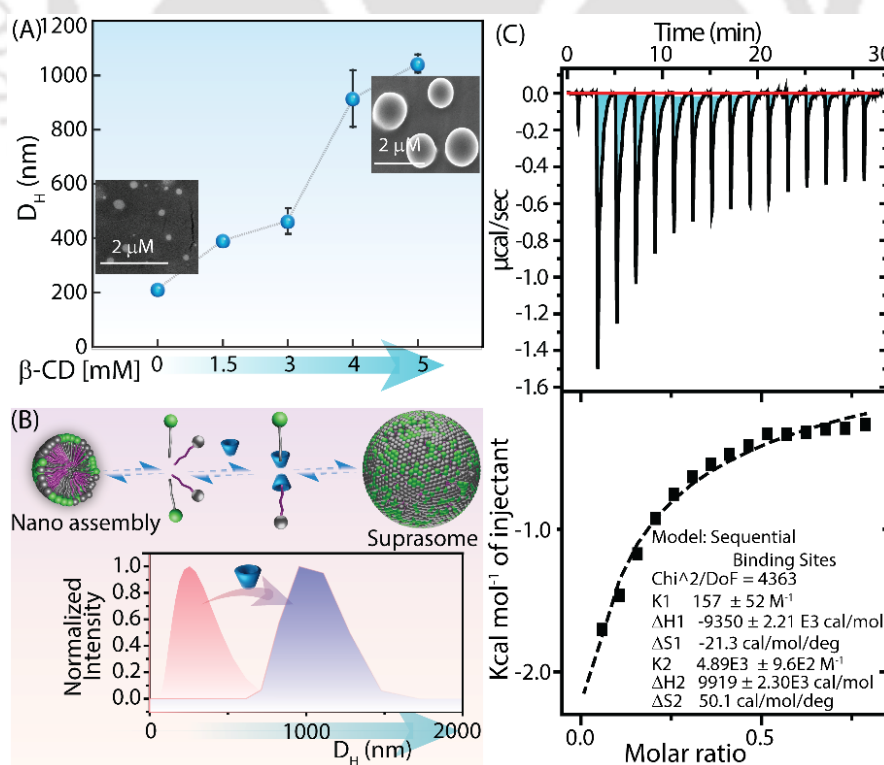 (A)
1200
1000
800
600
400
200
0
D_H (nm)
2 μM
2 μM
0 1.5 3 4 5
β-CD [mM]
(B)
Nano assembly
Suprasome
Normalized
Intensity
1.0
0.8
0.6
0.4
0.2
0.0
0 1000 2000
D_H (nm)
(C)
Time (min)
0 10 20 30
0.0
-0.2
-0.4
-0.6
-0.8
-1.0
-1.2
-1.4
-1.6
μcal/sec
-1.0
-2.0
Kcal mol⁻¹ of injectant
Model: Sequential
Binding Sites
Chi^2/DoF = 4363
K1 157 ± 52 M⁻¹
ΔH1 -9350 ± 2.21 E3 cal/mol
ΔS1 -21.3 cal/mol/deg
K2 4.89E3 ± 9.6E2 M⁻¹
ΔH2 9919 ± 2.30E3 cal/mol
ΔS2 50.1 cal/mol/deg
0.0 0.5
Molar ratio